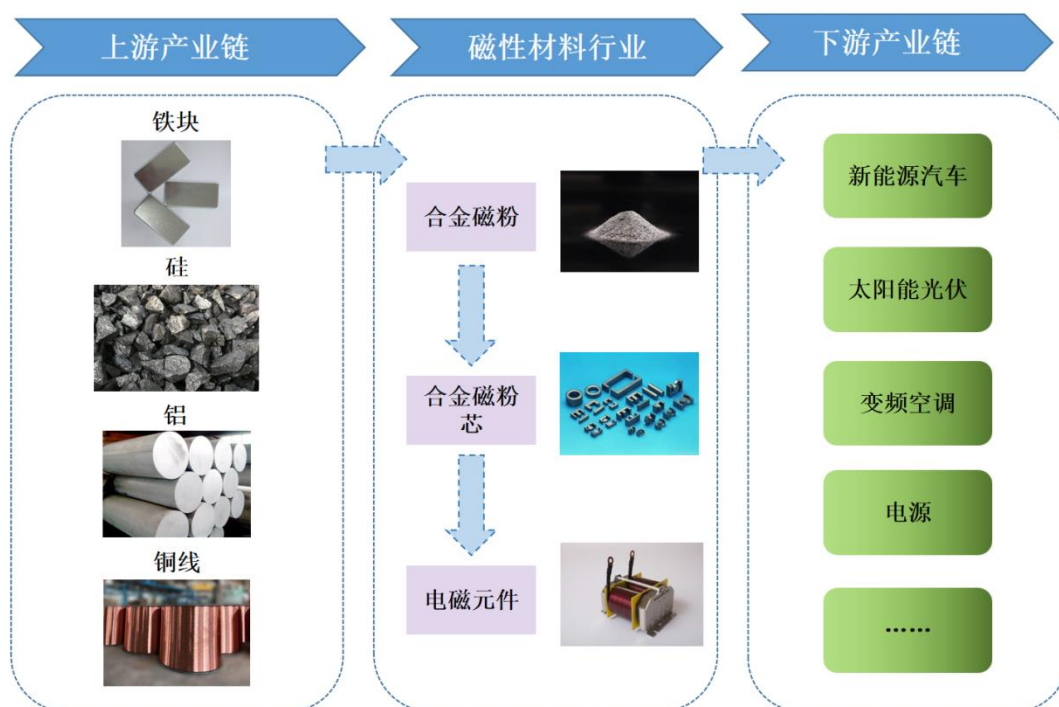 上游产业链
磁性材料行业
下游产业链
铁块
硅
铝
铜线
合金磁粉
合金磁粉
芯
电磁元件
新能源汽车
太阳能光伏
变频空调
电源
……